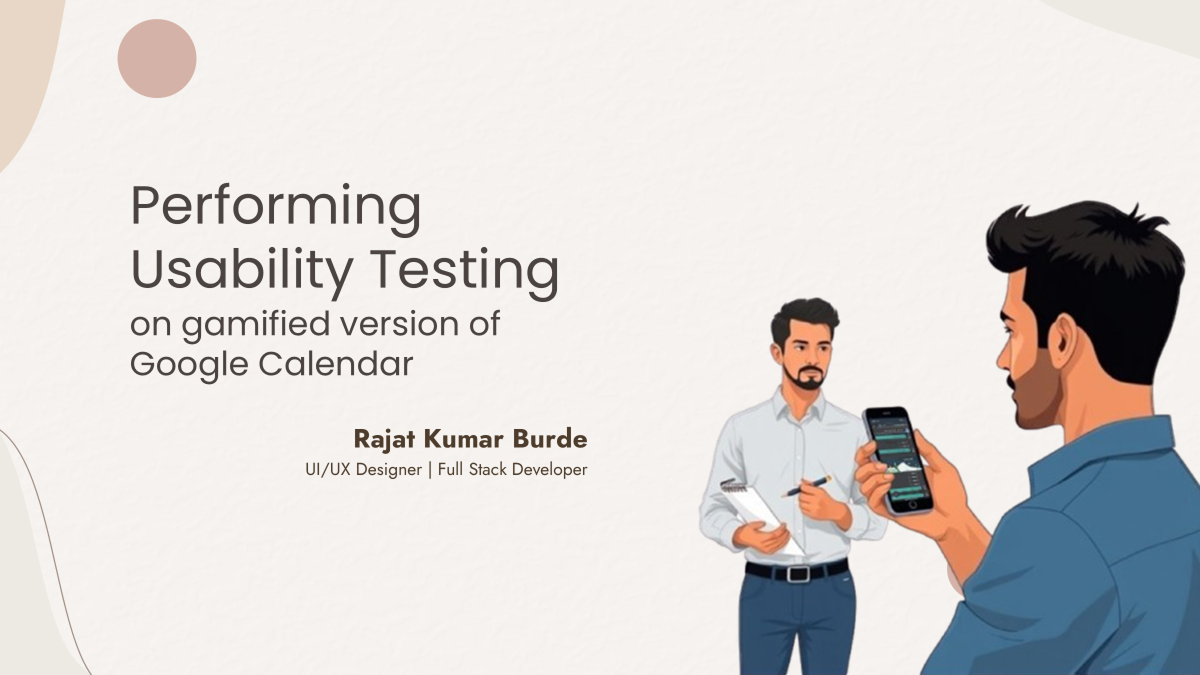 Performing
Usability Testing
on gamified version of
Google Calendar
Rajat Kumar Burde
UI/UX Designer | Full Stack Developer